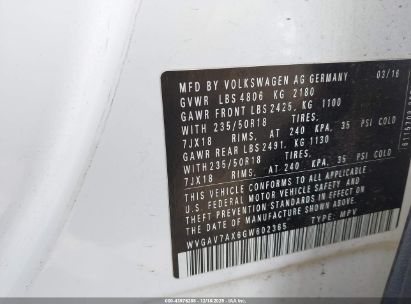 MFD BY VOLKSWAGEN AG GERMANY 03/16
GVWR LBS 4806 KG 2180
GAWR FRONT LBS 2425, KG 1100
WITH 235/50R18 TIRES,
7JX18 RIMS, AT 240 KPA, 35 PSI COLD
GAWR REAR LBS 2491, KG 1130
WITH 235/50R18 TIRES,
7JX18 RIMS, AT 240 KPA, 35 PSI COLD
THIS VEHICLE CONFORMS TO ALL APPLICABLE
FEDERAL MOTOR VEHICLE SAFETY AND
THEFT PREVENTION STANDARDS IN EFFECT
ON THE DATE OF MANUFACTURE SHOWN ABOVE.
WVGAV7AX6GW602365 TYPE: MPV